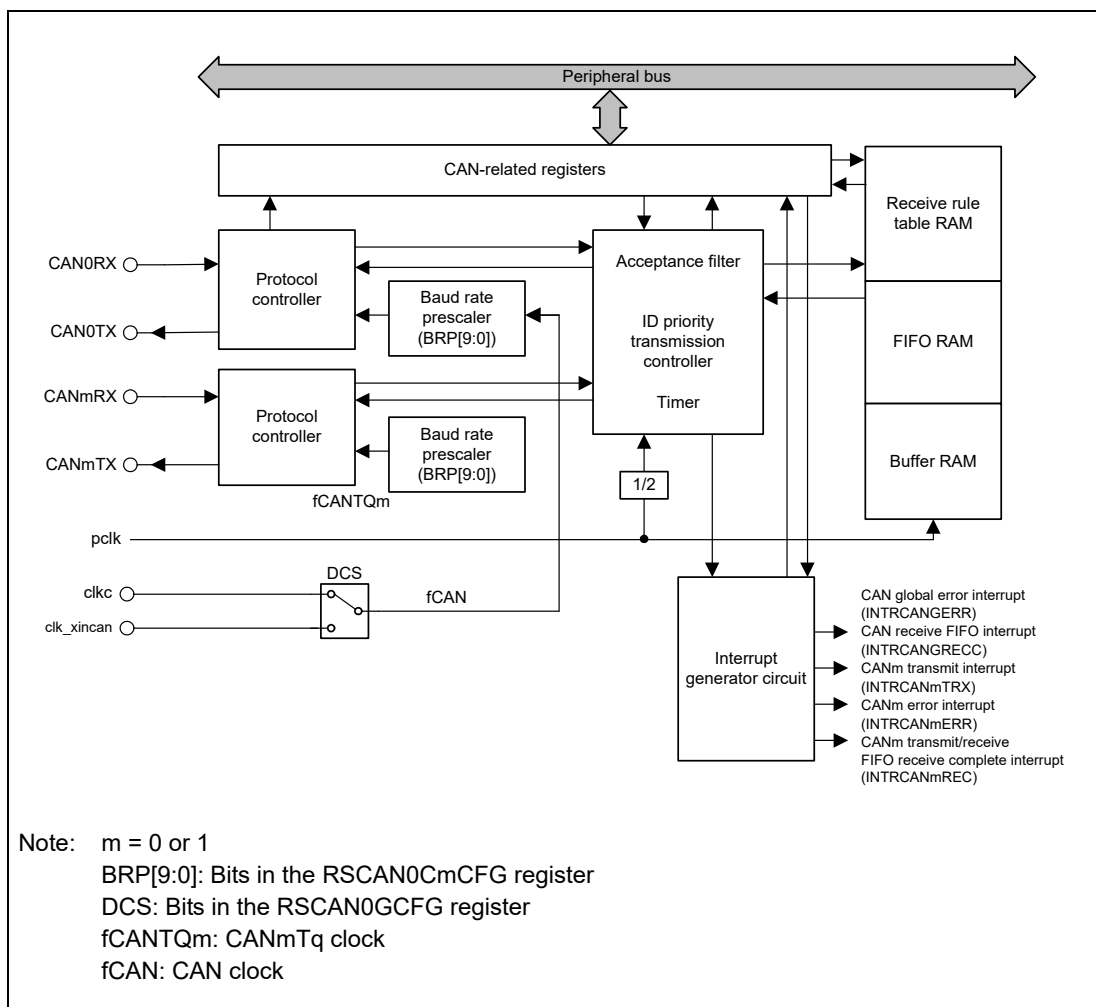 Peripheral bus
CAN-related registers
Receive rule
table RAM
FIFO RAM
Buffer RAM
CAN0RX
CAN0TX
Protocol
controller
Baud rate
prescaler
(BRP[9:0])
Acceptance filter
ID priority
transmission
controller
Timer
CANmRX
CANmTX
Protocol
controller
Baud rate
prescaler
(BRP[9:0])
fCANTQm
1/2
pclk
clkc
clk_xincan
DCS
fCAN
Interrupt
generator circuit
CAN global error interrupt
(INTRCANGERR)
CAN receive FIFO interrupt
(INTRCANGRECC)
CANm transmit interrupt
(INTRCANmTRX)
CANm error interrupt
(INTRCANmERR)
CANm transmit/receive
FIFO receive complete interrupt
(INTRCANmREC)
Note: m = 0 or 1
BRP[9:0]: Bits in the RSCAN0CmCFG register
DCS: Bits in the RSCAN0GCFG register
fCANTQm: CANmTq clock
fCAN: CAN clock